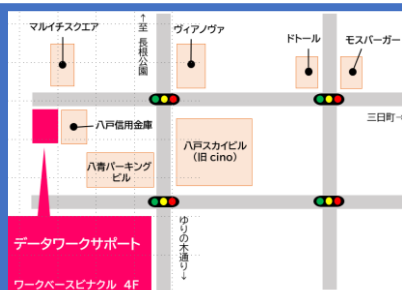 マルイチスクエア
↑至 長根公園
ヴィアノヴァ
ドトール
モスバーガー
三日町→
八戸信用金庫
八戸スカイビル
（旧 cino）
八青パーキング
ビル
ゆりの木通り↓
データワークサポート
ワークベースピナクル 4F